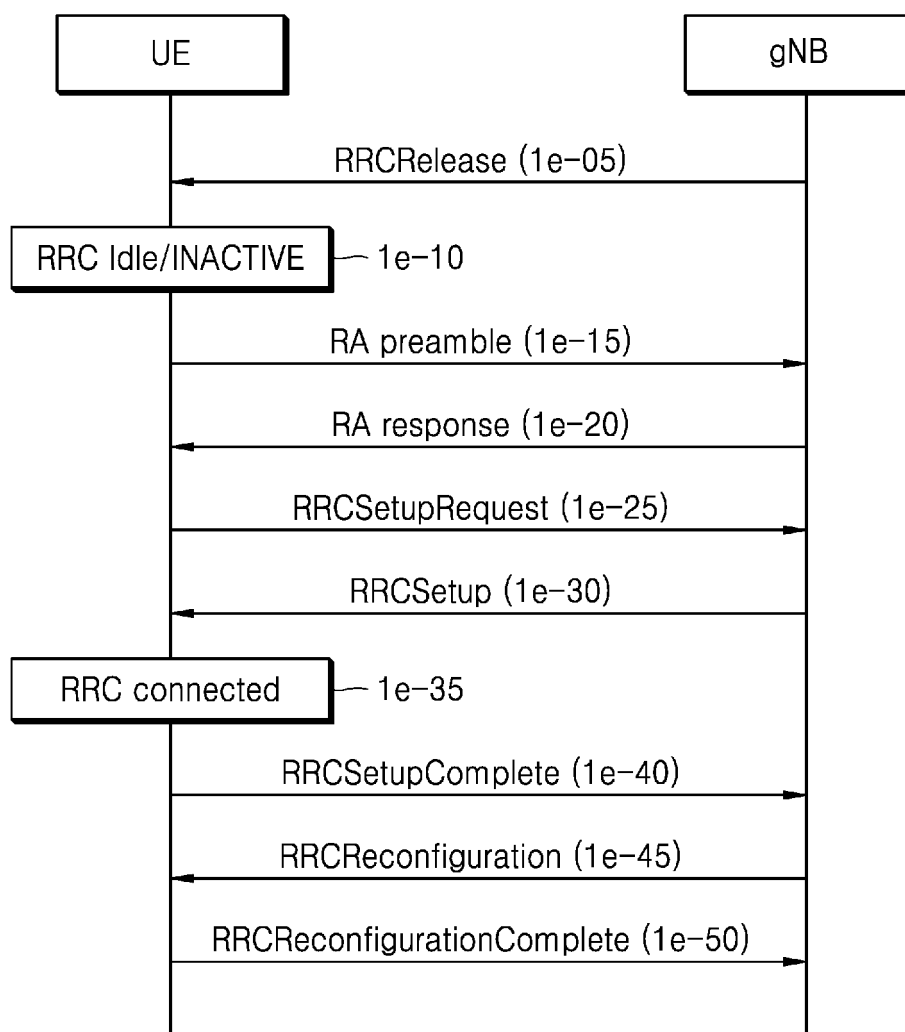 UE
gNB
RRCRelease (1e-05)
RRC Idle/INACTIVE
1e-10
RA preamble (1e-15)
RA response (1e-20)
RRCSetupRequest (1e-25)
RRCSetup (1e-30)
RRC connected
1e-35
RRCSetupComplete (1e-40)
RRCReconfiguration (1e-45)
RRCReconfigurationComplete (1e-50)